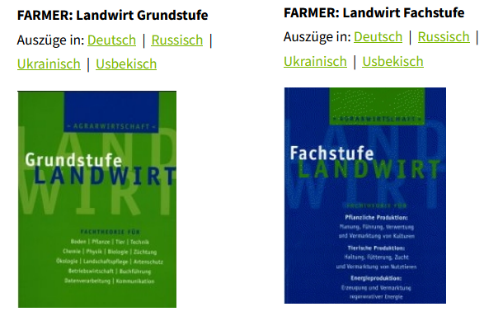 FARMER: Landwirt Grundstufe
Auszüge in: Deutsch | Russisch |
Ukrainisch | Usbekisch
- AGRARWIRTSCHAFT -
Grundstufe
LANDWIRT
FACHTHEORIE FÜR
Boden | Pflanze | Tier | Technik
Chemie | Physik | Biologie | Züchtung
Ökologie | Landschaftspflege | Artenschutz
Betriebswirtschaft | Buchführung
Datenverarbeitung | Kommunikation
FARMER: Landwirt Fachstufe
Auszüge in: Deutsch | Russisch |
Ukrainisch | Usbekisch
- AGRARWIRTSCHAFT -
Fachstufe
LANDWIRT
FACHTHEORIE FÜR
Pflanzliche Produktion:
Planung, Führung, Verwertung
und Vermarktung von Kulturen
Tierische Produktion:
Haltung, Fütterung, Zucht
und Vermarktung von Nutztieren
Energieproduktion:
Erzeugung und Vermarktung
regenerativer Energie